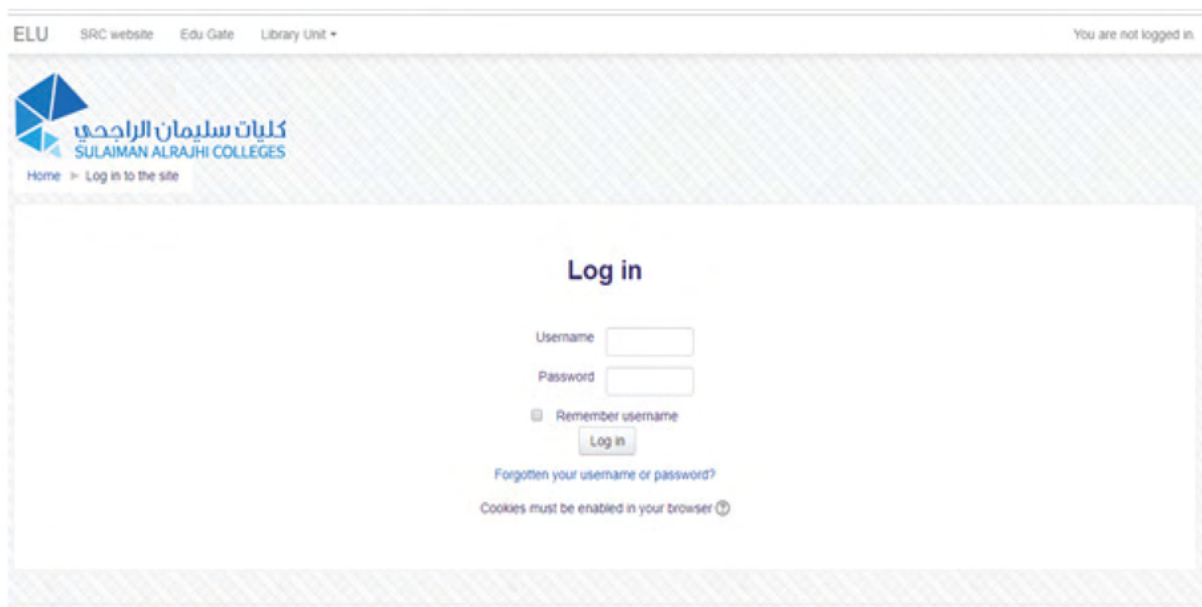 ELU SRC website Edu Gate Library Unit You are not logged in.
كليات سليمان الراجحي
SULAIMAN ALRAJHI COLLEGES
Home Log in to the site
Log in
Username
Password
Remember username
Log in
Forgotten your username or password?
Cookies must be enabled in your browser